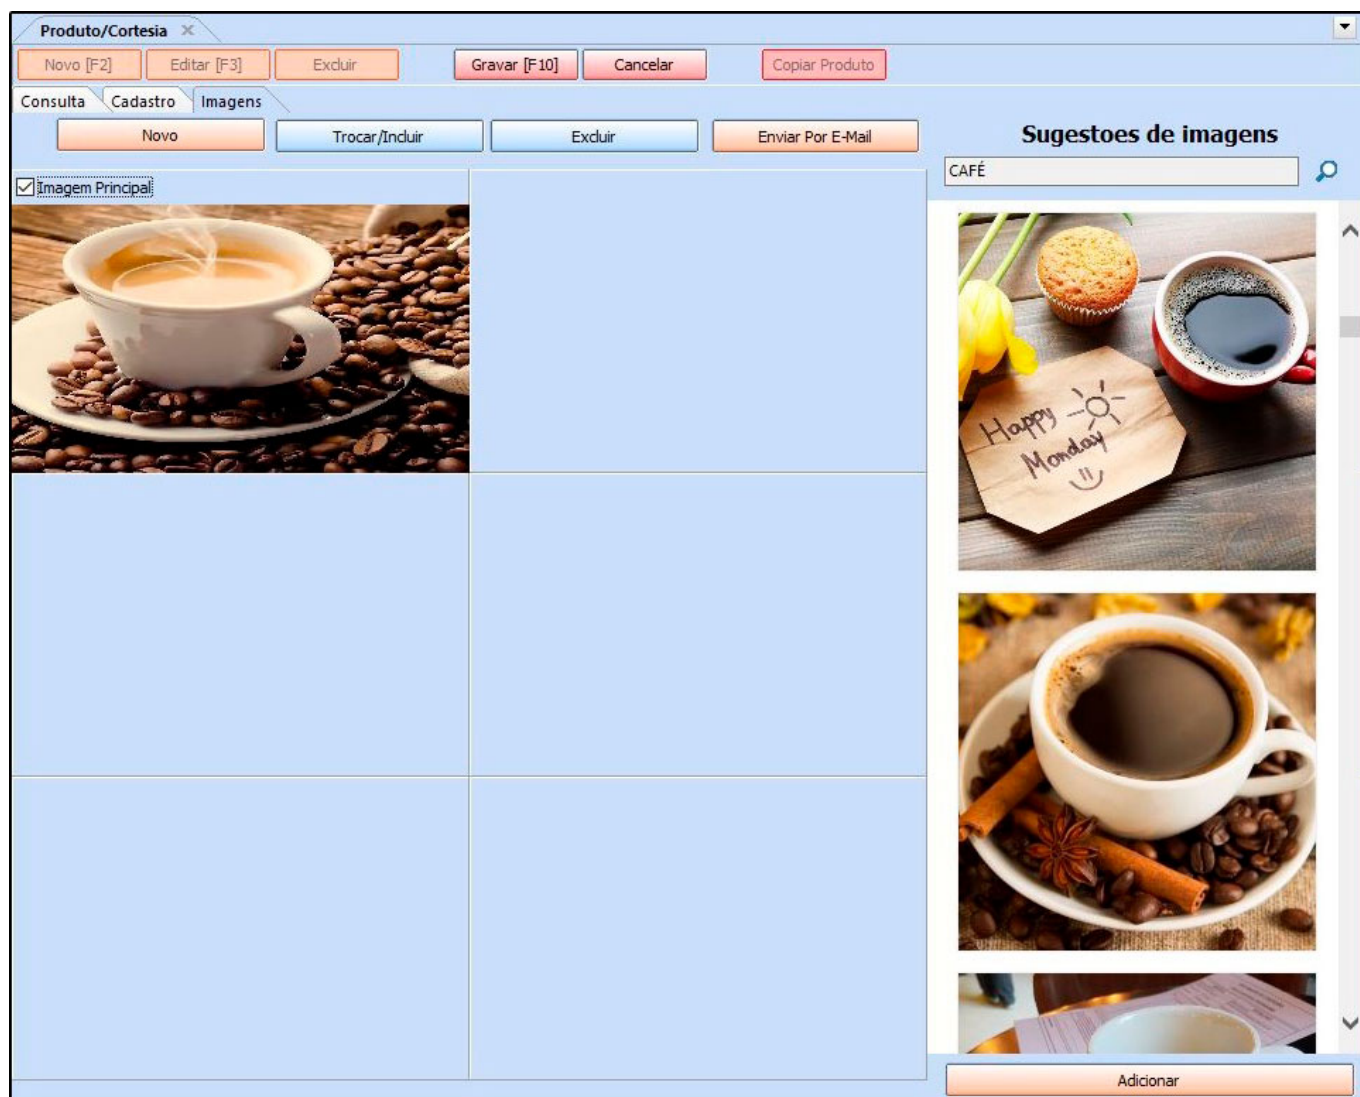 Produto/Cortesia
Novo [F2] Editar [F3] Excluir Gravar [F10] Cancelar Copiar Produto
Consulta Cadastro Imagens
Novo Trocar/Incluir Excluir Enviar Por E-Mail
Sugestoes de imagens
CAFÉ
Imagem Principal
Happy
Monday
Adicionar